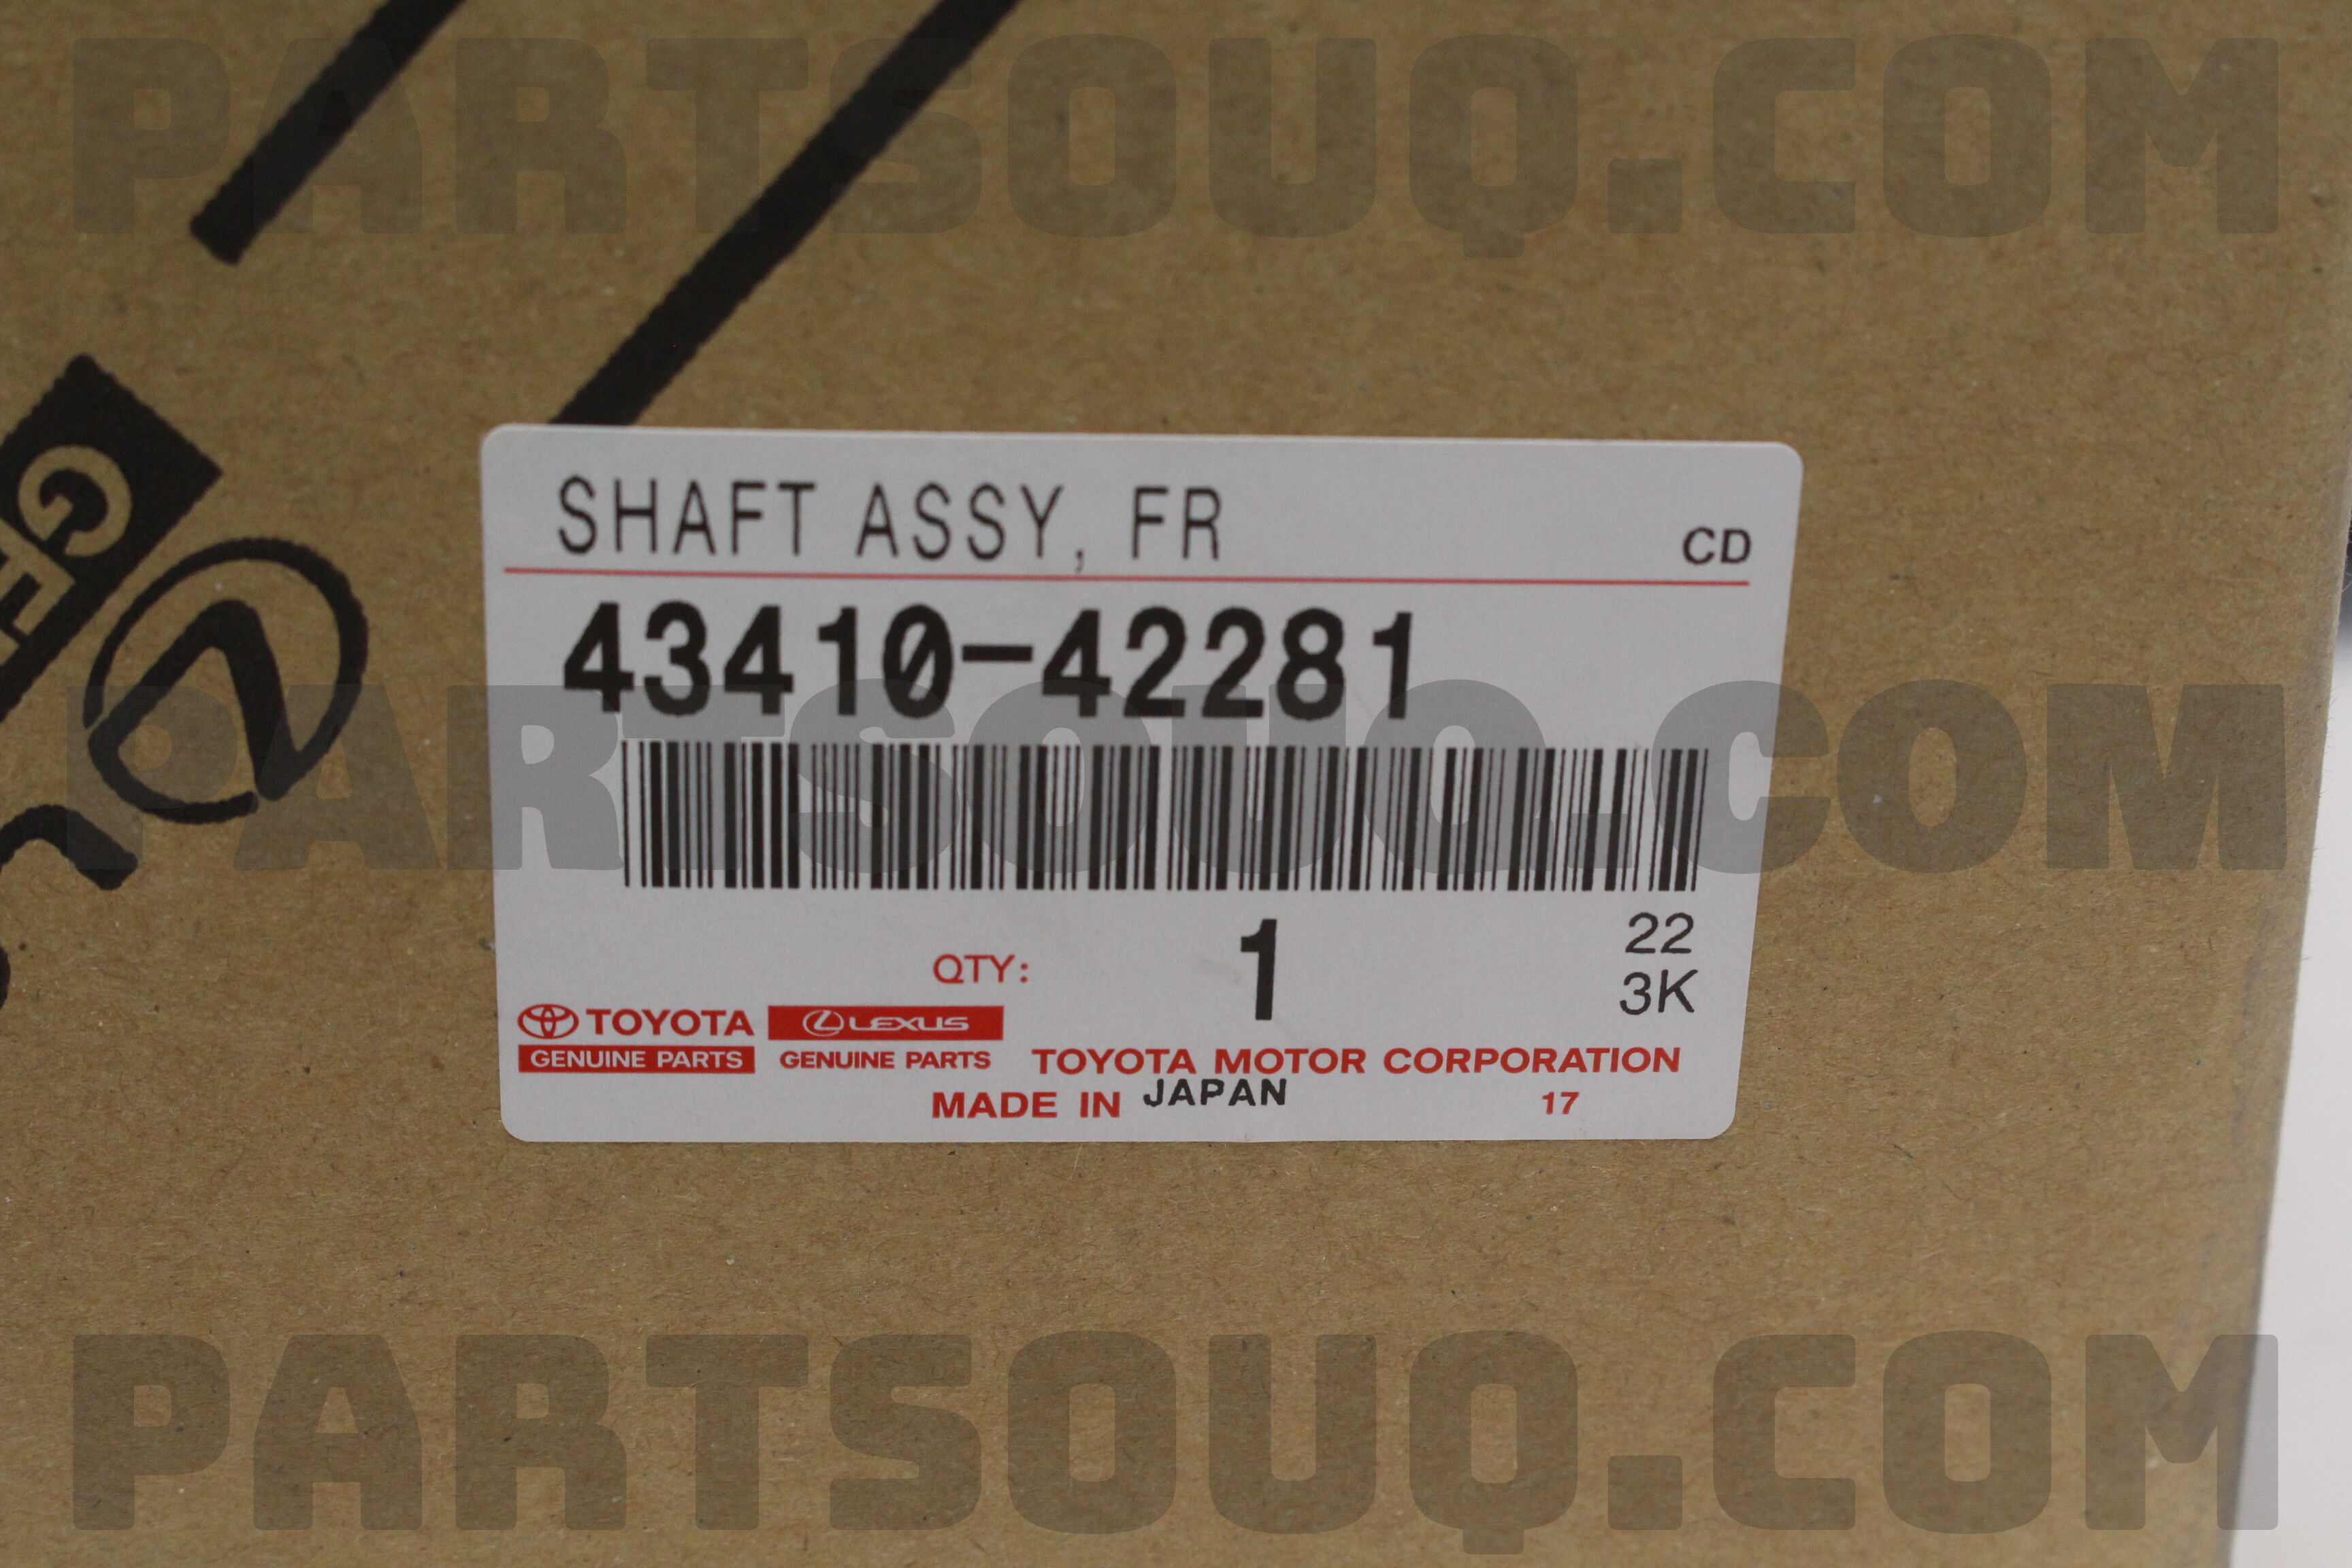 PARTSOUQ.COM
SHAFT ASSY, FR
CD
43410-42281
PARTSOUQ.COM
QTY: 1
22
3K
TOYOTA
LEXUS
GENUINE PARTS
GENUINE PARTS
TOYOTA MOTOR CORPORATION
MADE IN JAPAN
17
PARTSOUQ.COM